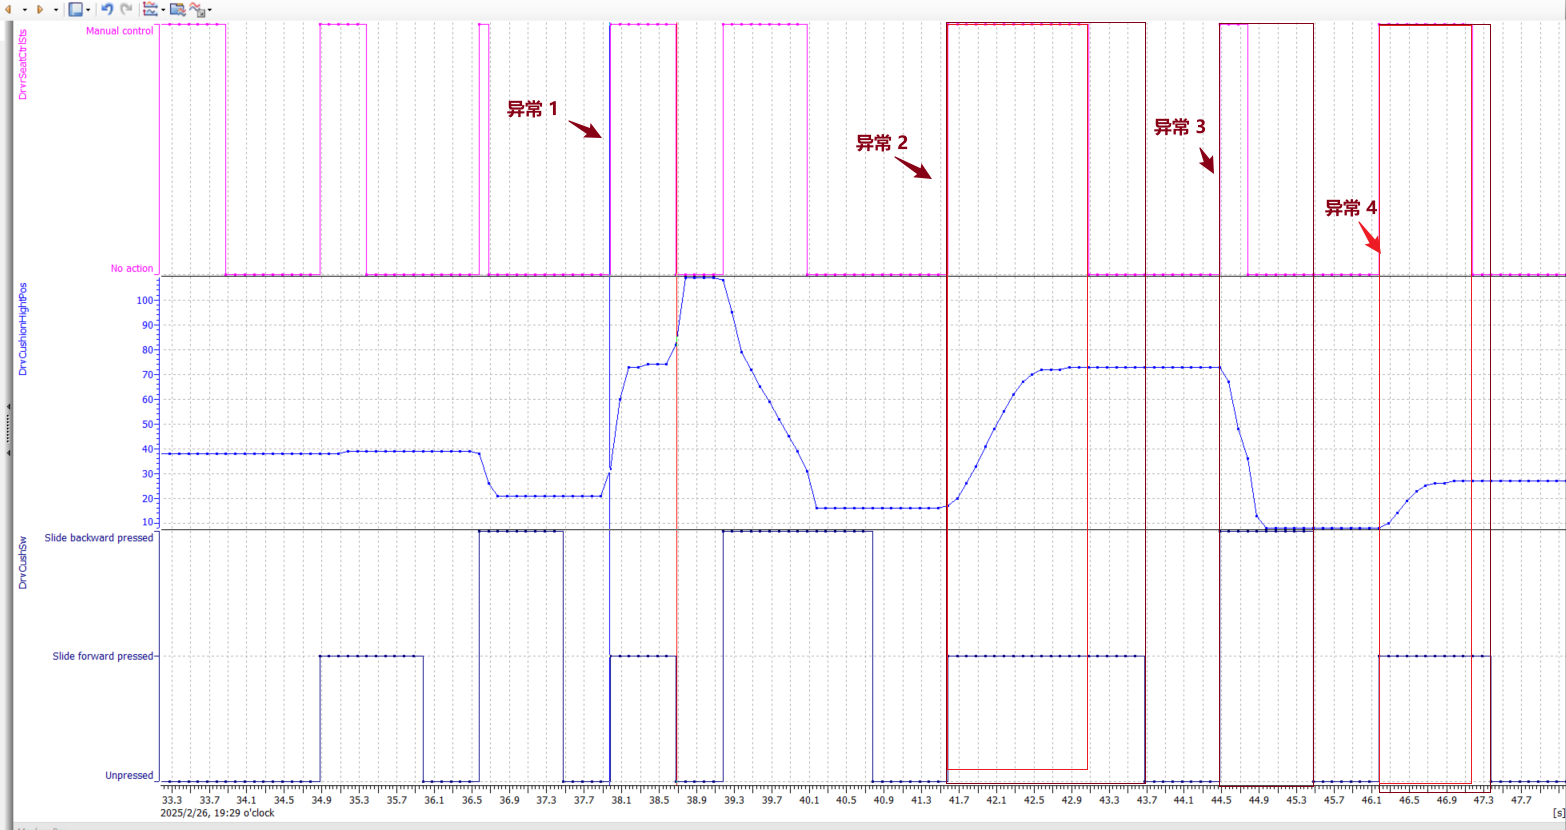 Manual control
DrvrSeatCtrlSts
异常 1
异常 2
异常 3
异常 4
No action
DrvCushionHightPos
100
90
80
70
60
50
40
30
20
10
Slide backward pressed
DrvCushSw
Slide forward pressed
Unpressed
33.3 33.7 34.1 34.5 34.9 35.3 35.7 36.1 36.5 36.9 37.3 37.7 38.1 38.5 38.9 39.3 39.7 40.1 40.5 40.9 41.3 41.7 42.1 42.5 42.9 43.3 43.7 44.1 44.5 44.9 45.3 45.7 46.1 46.5 46.9 47.3 47.7
2025/2/26, 19:29 o'clock [s]